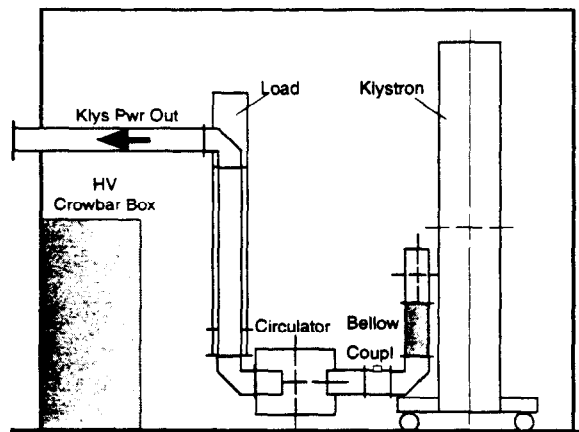 Load
Klystron
Klys Pwr Out
HV
Crowbar Box
Circulator
Bellow
Coupl